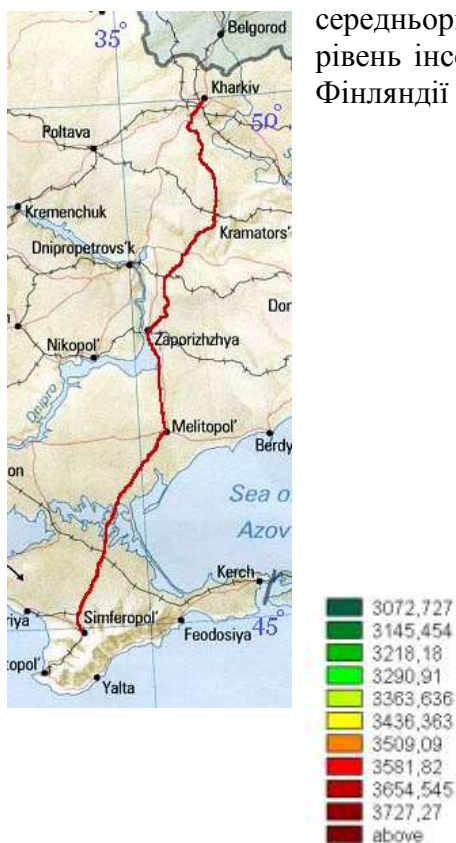 середньорі
рівень інсо
Фінляндії
35°
Belgorod
Kharkiv
50°
Poltava
Kremenchuk
Kramators'
Dnipropetrovs'k
Don
Zaporizhzhya
Nikopol'
Dnipro
Melitopol'
Berdy
on
Sea o
Azov
Kerch
riya
Simferopol'
Feodosiya
45°
topol'
Yalta
3072,727
3145,454
3218,18
3290,91
3363,636
3436,363
3509,09
3581,82
3654,545
3727,27
above